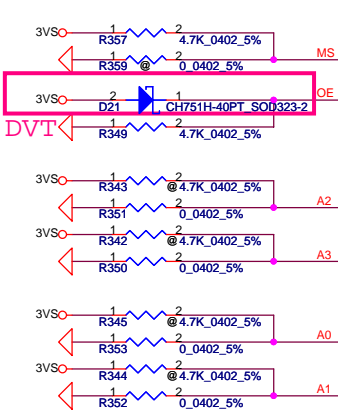 3VS 1 2
R357 4.7K_0402_5%
1 2 MS
R359 @ 0_0402_5%
3VS 2 1 OE
D21 CH751H-40PT_SOD323-2
DVT 1 2
R349 4.7K_0402_5%
3VS 1 2
R343 @ 4.7K_0402_5%
1 2 A2
R351 0_0402_5%
3VS 1 2
R342 @ 4.7K_0402_5%
1 2 A3
R350 0_0402_5%
3VS 1 2
R345 @ 4.7K_0402_5%
1 2 A0
R353 0_0402_5%
3VS 1 2
R344 @ 4.7K_0402_5%
1 2 A1
R352 0_0402_5%